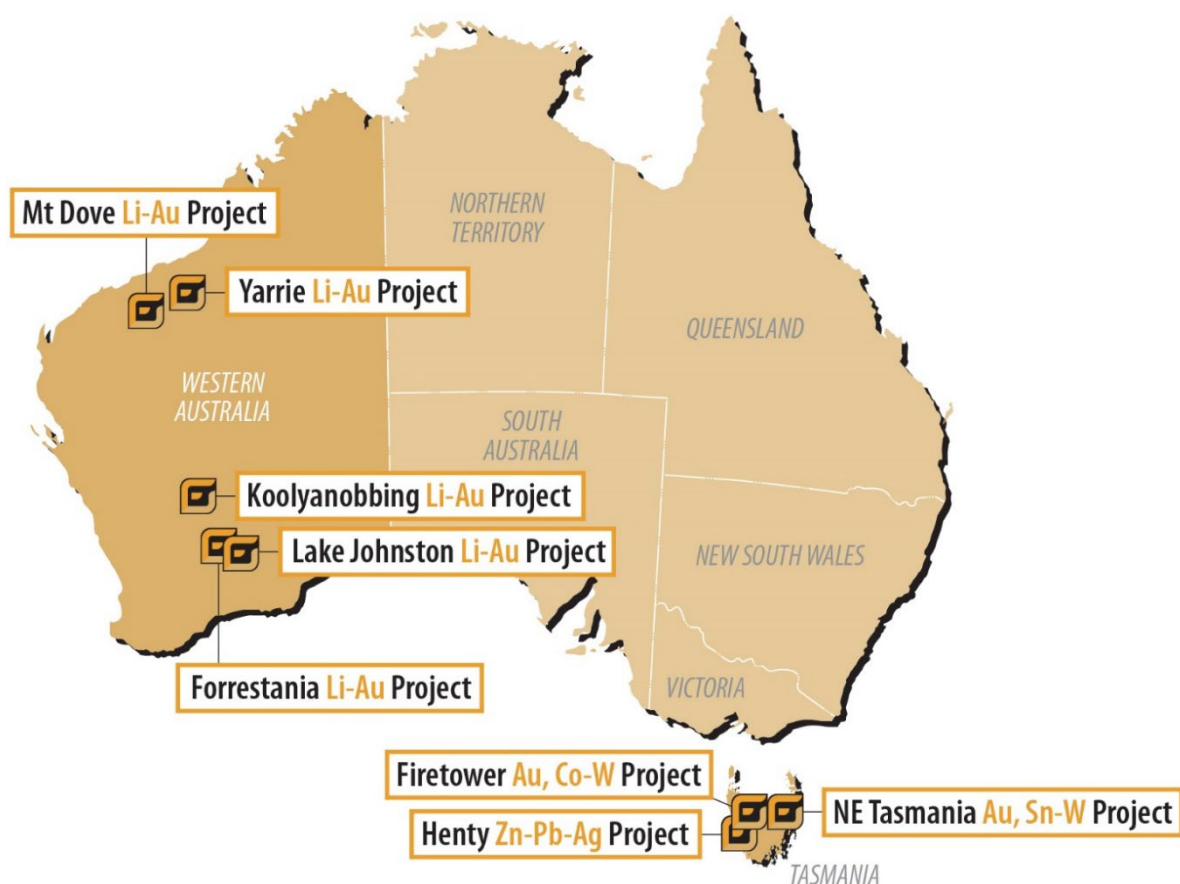 NORTHERN
TERRITORY
Mt Dove Li-Au Project
Yarrie Li-Au Project
QUEENSLAND
WESTERN
AUSTRALIA
SOUTH
AUSTRALIA
Koolyanobbing Li-Au Project
Lake Johnston Li-Au Project
NEW SOUTH WALES
Forrestania Li-Au Project
VICTORIA
Firetower Au, Co-W Project
NE Tasmania Au, Sn-W Project
Henty Zn-Pb-Ag Project
TASMANIA